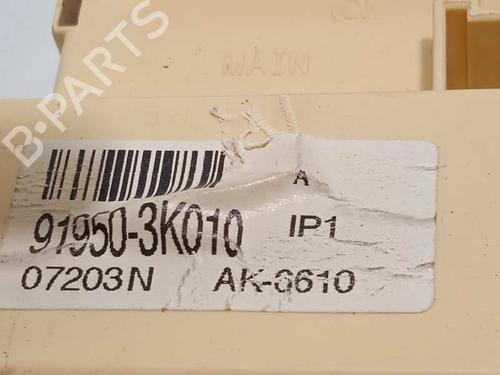 (C)
MAIN
B-PARTS
A
91950-3K010 IP1
07203N AK-6610